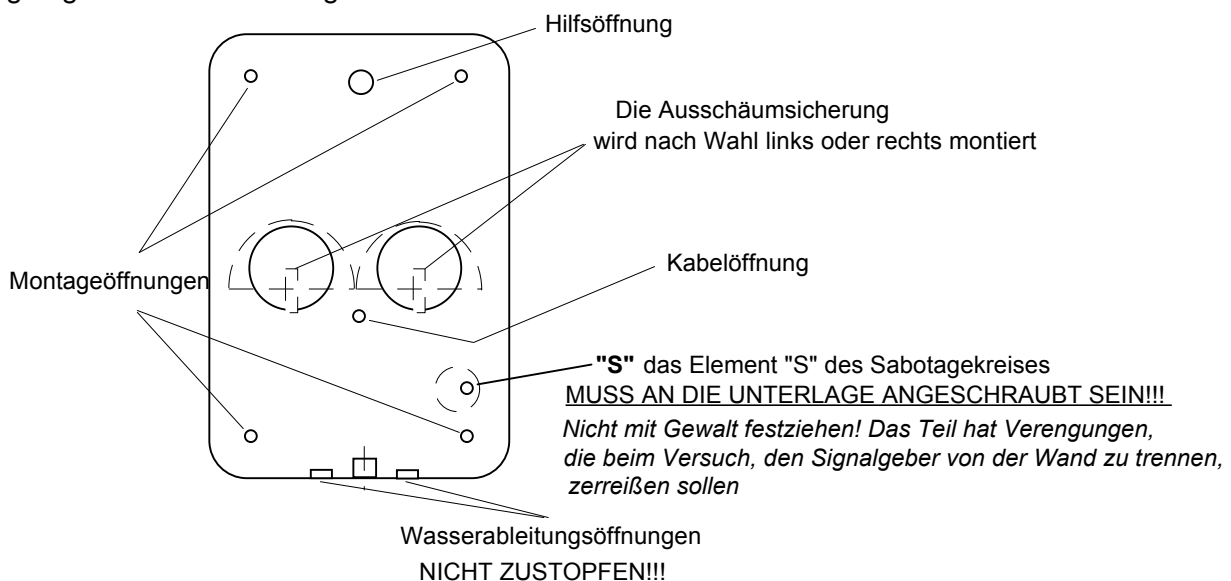 Hilfsöffnung
Die Ausschäumsicherung
wird nach Wahl links oder rechts montiert
Kabelöffnung
Montageöffnungen
"S" das Element "S" des Sabotagekreises
MUSS AN DIE UNTERLAGE ANGESCHRAUBT SEIN!!!
Nicht mit Gewalt festziehen! Das Teil hat Verengungen,
die beim Versuch, den Signalgeber von der Wand zu trennen,
zerreißen sollen
Wasserableitungsöffnungen
NICHT ZUSTOPFEN!!!